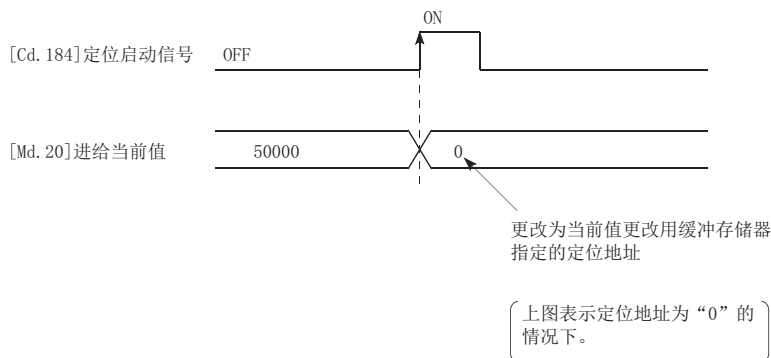 ON
[Cd.184]定位启动信号 OFF
[Md.20]进给当前值 50000 0
更改为当前值更改用缓冲存储器
指定的定位地址
上图表示定位地址为“0”的
情况下。